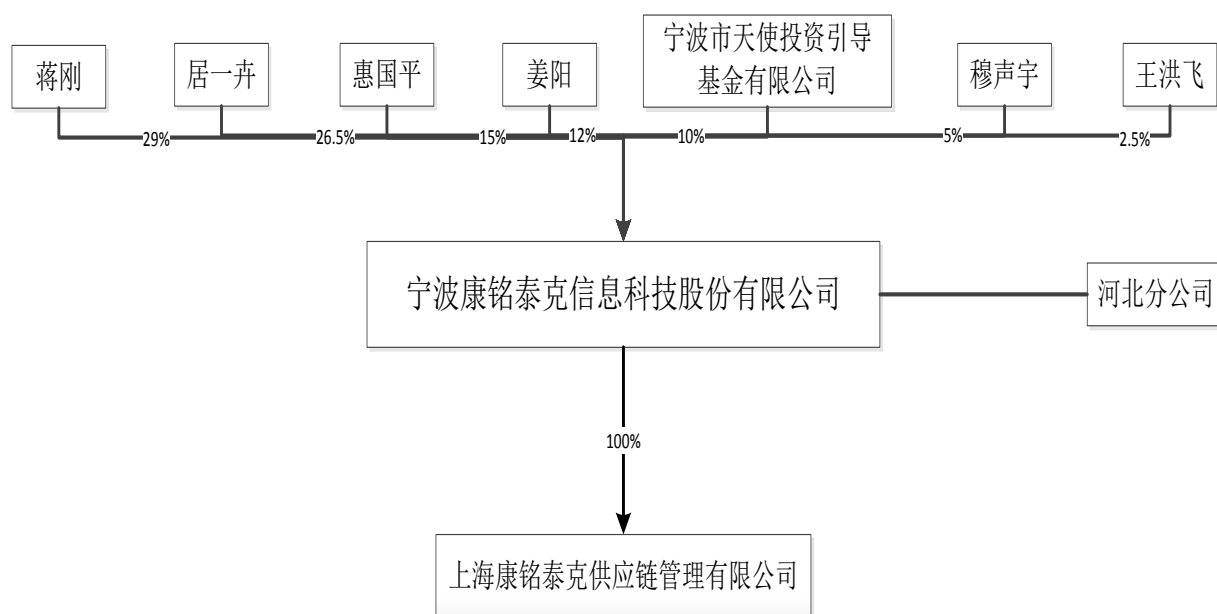 蒋刚
居一卉
惠国平
姜阳
宁波市天使投资引导
基金有限公司
穆声宇
王洪飞
29%
26.5%
15%
12%
10%
5%
2.5%
宁波康铭泰克信息科技股份有限公司
河北分公司
100%
上海康铭泰克供应链管理有限公司